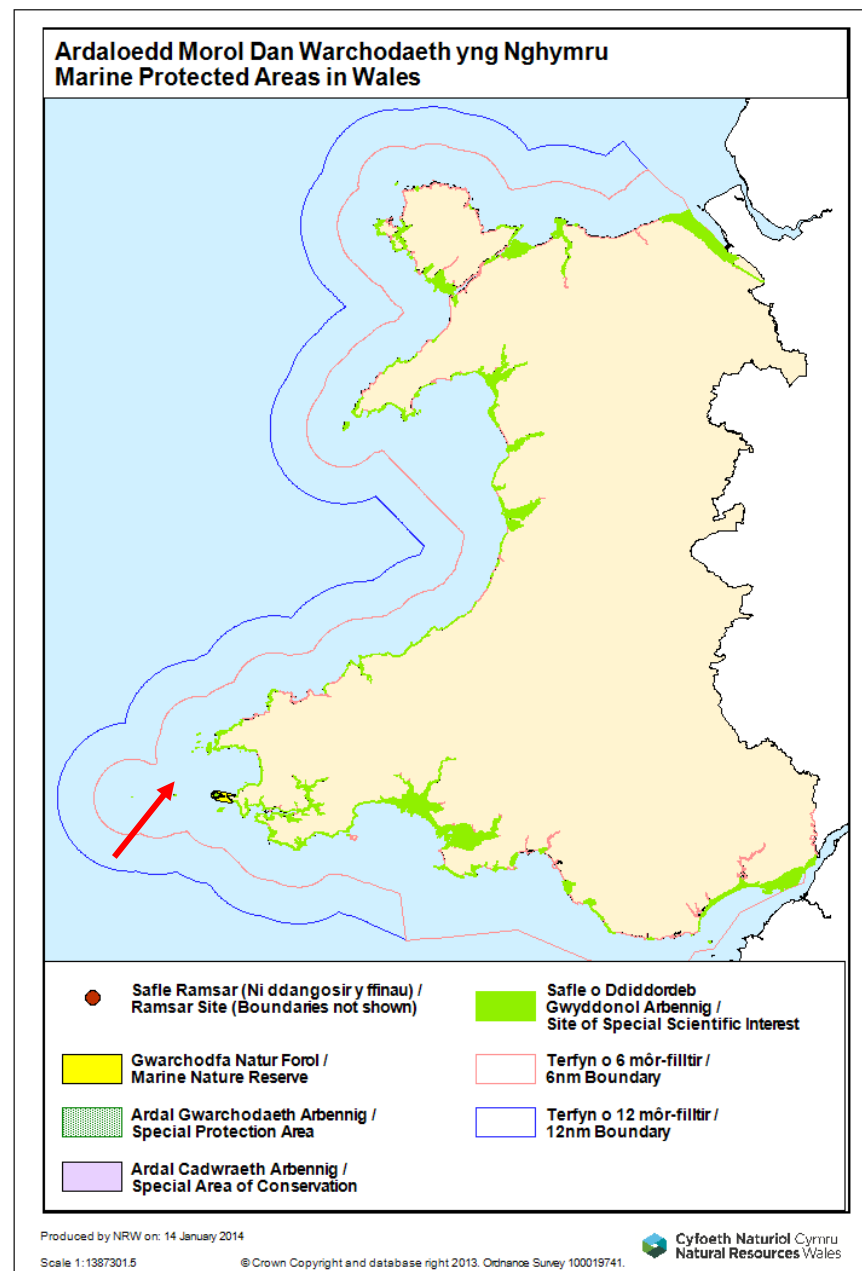 Ardaloedd Morol Dan Warchodaeth yng Nghymru
Marine Protected Areas in Wales
Safle Ramsar (Ni ddangosir y ffinau) /
Ramsar Site (Boundaries not shown)
Gwarchodfa Natur Forol /
Marine Nature Reserve
Ardal Gwarchodaeth Arbennig /
Special Protection Area
Ardal Cadwraeth Arbennig /
Special Area of Conservation
Safle o Ddiddordeb
Gwyddonol Arbennig /
Site of Special Scientific Interest
Terfyn o 6 môr-filltir /
6nm Boundary
Terfyn o 12 môr-filltir /
12nm Boundary
Produced by NRW on: 14 January 2014
Scale 1:1387301.5
© Crown Copyright and database right 2013. Ordnance Survey 100019741.
Cyfoeth Naturiol Cymru
Natural Resources Wales